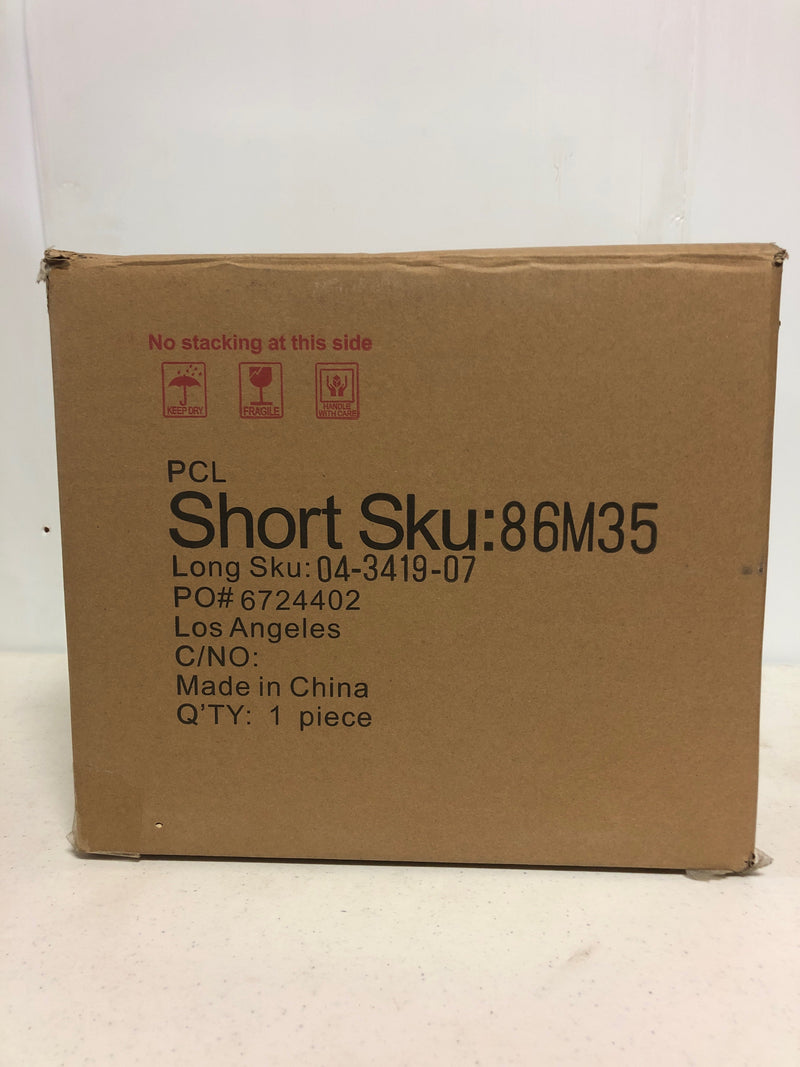 No stacking at this side
KEEP DRY
FRAGILE
HANDLE
WITH CARE
PCL
Short Sku:86M35
Long Sku:04-3419-07
PO# 6724402
Los Angeles
C/NO:
Made in China
Q'TY: 1 piece